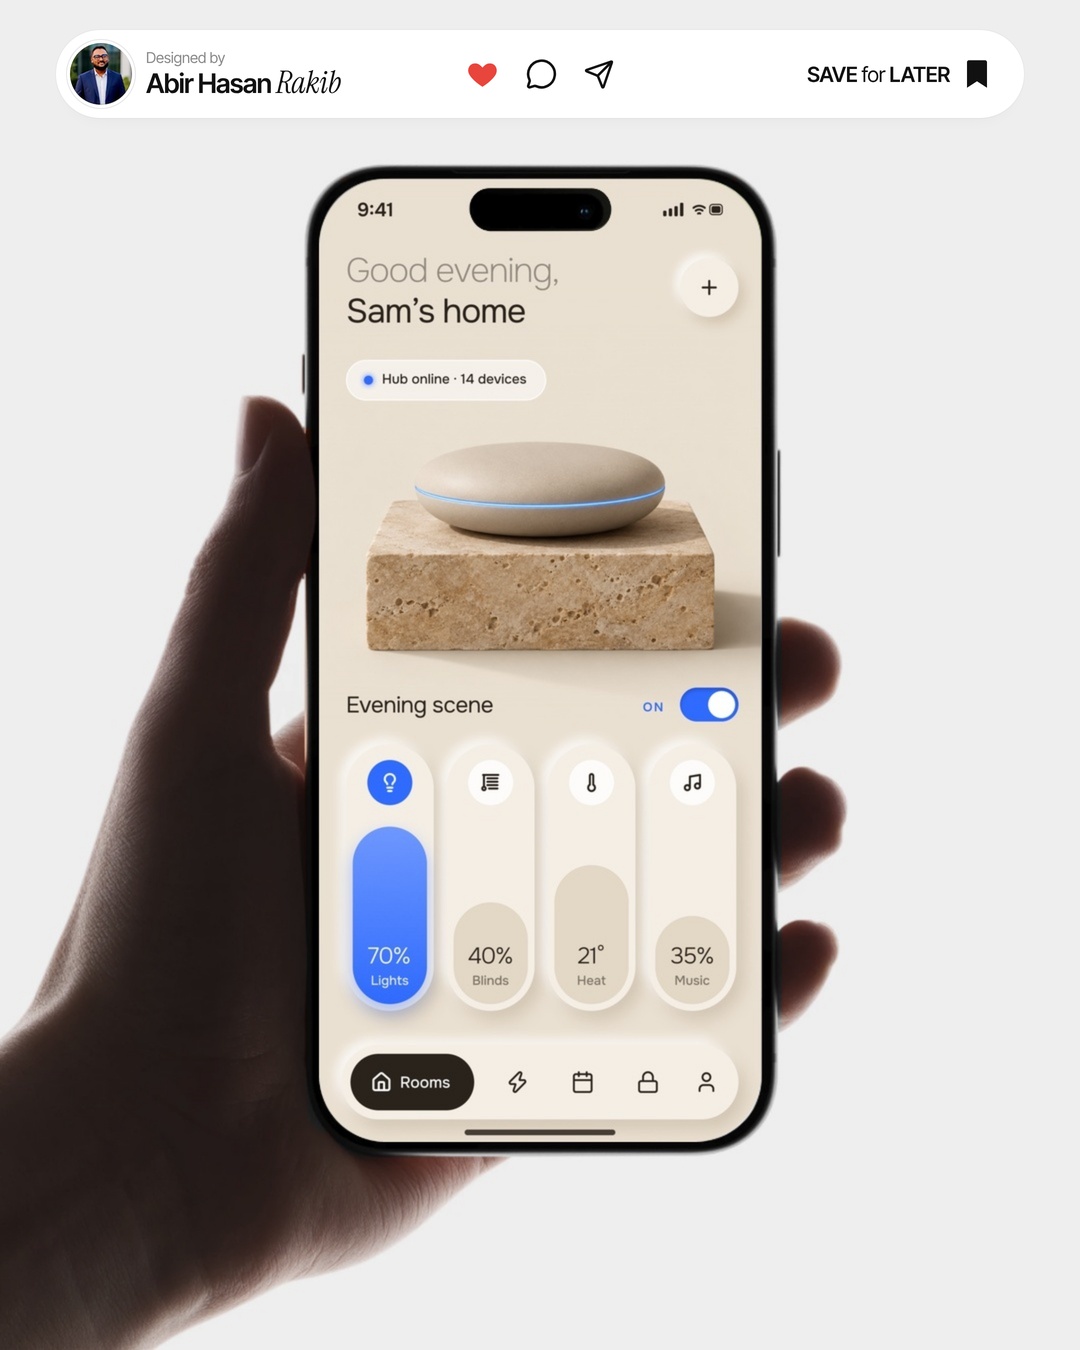 Designed by
Abir Hasan Rakib
SAVE for LATER
9:41
Good evening,
Sam’s home
Hub online · 14 devices
Evening scene
ON
70%
Lights
40%
Blinds
21°
Heat
35%
Music
Rooms